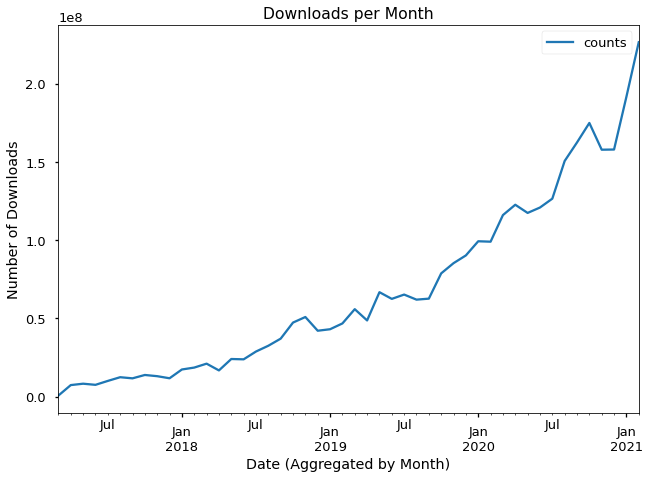 Downloads per Month
1e8
counts
2.0
1.5
1.0
0.5
0.0
Number of Downloads
Jul Jan Jul Jan Jul Jan Jul Jan
2018 2019 2020 2021
Date (Aggregated by Month)